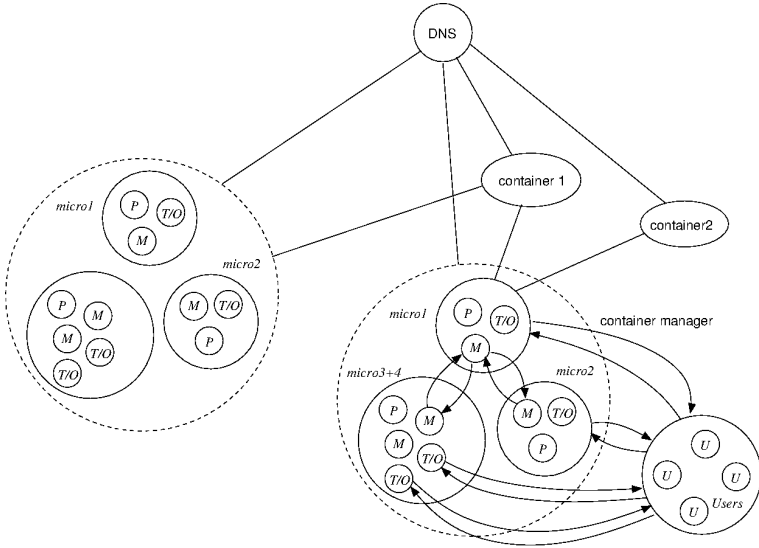 DNS
container 1
container2
micro1
P
T/O
M
micro2
M
T/O
P
P
M
M
T/O
T/O
micro1
P
T/O
M
container manager
micro3+4
micro2
P
M
M
T/O
T/O
M
T/O
P
U
U
U
U
Users